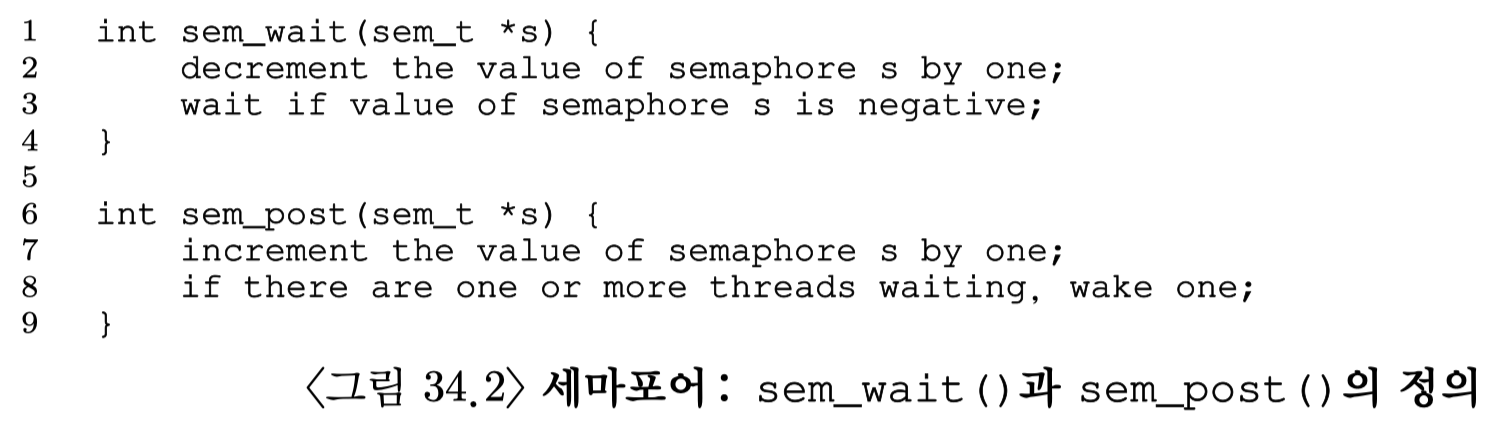 1 int sem_wait(sem_t *s) {
2 decrement the value of semaphore s by one;
3 wait if value of semaphore s is negative;
4 }
5
6 int sem_post(sem_t *s) {
7 increment the value of semaphore s by one;
8 if there are one or more threads waiting, wake one;
9 }
〈그림 34.2〉 세마포어: sem_wait()과 sem_post()의 정의